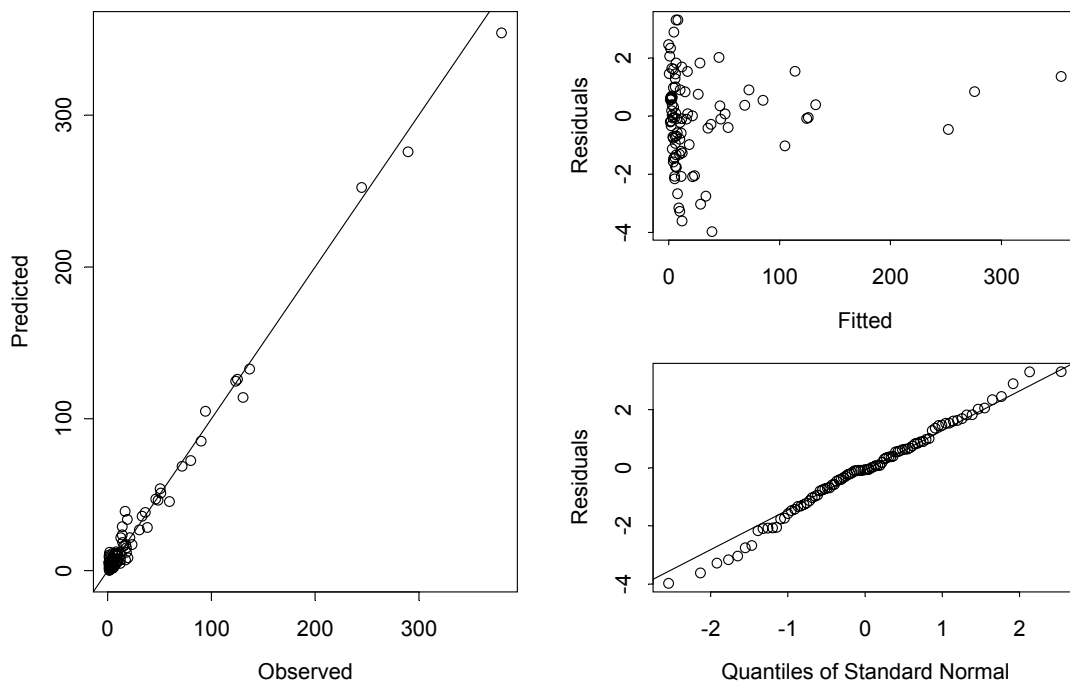 Predicted
300
200
100
0
0 100 200 300
Observed
Residuals
2
0
-2
-4
0 100 200 300
Fitted
Residuals
2
0
-2
-4
-2 -1 0 1 2
Quantiles of Standard Normal